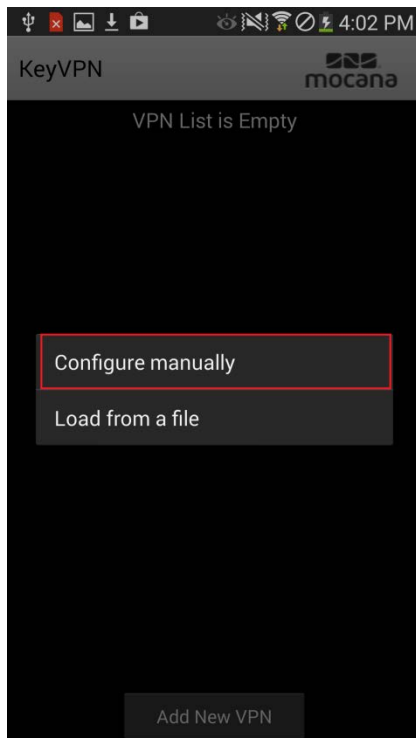 4:02 PM
KeyVPN
mocana
VPN List is Empty
Configure manually
Load from a file
Add New VPN